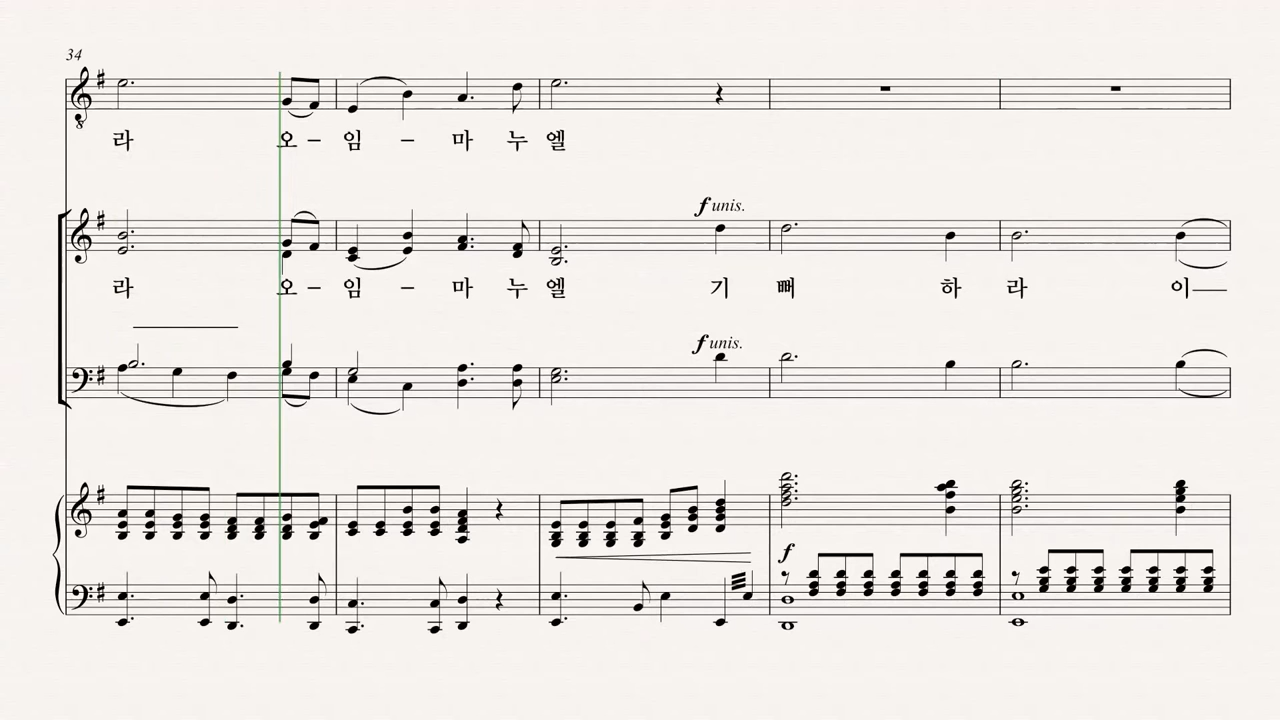 34
라 오 – 임 – 마 누 엘
f unis.
라 오 – 임 – 마 누 엘 기 뻐 하 라 이
f unis.
f